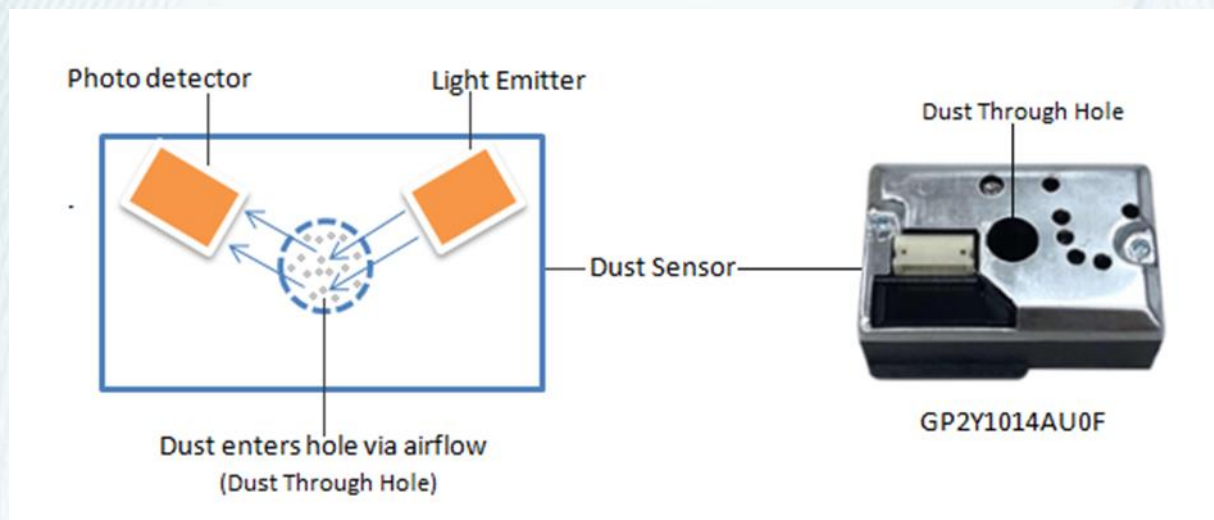 Photo detector
Light Emitter
Dust Through Hole
Dust Sensor
Dust enters hole via airflow
(Dust Through Hole)
GP2Y1014AU0F